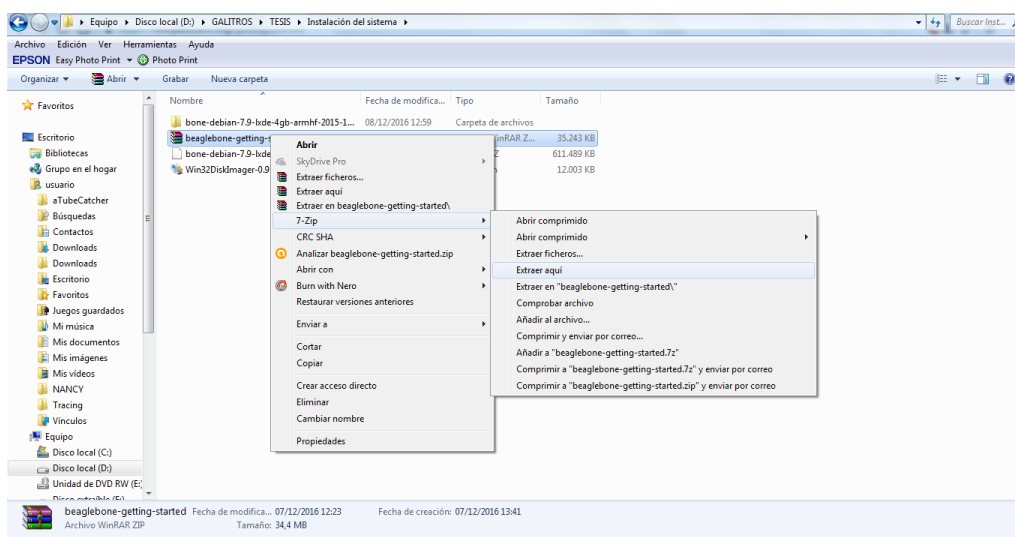 Equipo ▸ Disco local (D:) ▸ GALITROS ▸ TESIS ▸ Instalación del sistema ▸
Buscar Inst...
Archivo Edición Ver Herramientas Ayuda
EPSON Easy Photo Print Photo Print
Organizar Abrir Grabar Nueva carpeta
Favoritos
Escritorio
Bibliotecas
Grupo en el hogar
usuario
aTubeCatcher
Búsquedas
Contactos
Downloads
Downloads
Escritorio
Favoritos
Juegos guardados
Mi música
Mis documentos
Mis imágenes
Mis vídeos
NANCY
Tracing
Vínculos
Equipo
Disco local (C:)
Disco local (D:)
Unidad de DVD RW (E:
Nombre Fecha de modifica... Tipo Tamaño
bone-debian-7.9-lxde-4gb-armhf-2015-1... 08/12/2016 12:59 Carpeta de archivos
beaglebone-getting-s inRAR Z... 35.243 KB
bone-debian-7.9-lxde Z 611.489 KB
Win32DiskImager-0.9 12.003 KB
Abrir
SkyDrive Pro
Extraer ficheros...
Extraer aquí
Extraer en beaglebone-getting-started\
7-Zip
CRC SHA
Analizar beaglebone-getting-started.zip
Abrir con
Burn with Nero
Restaurar versiones anteriores
Enviar a
Cortar
Copiar
Crear acceso directo
Eliminar
Cambiar nombre
Propiedades
Abrir comprimido
Abrir comprimido
Extraer ficheros...
Extraer aquí
Extraer en "beaglebone-getting-started\"
Comprobar archivo
Añadir al archivo...
Comprimir y enviar por correo...
Añadir a "beaglebone-getting-started.7z"
Comprimir a "beaglebone-getting-started.7z" y enviar por correo
Comprimir a "beaglebone-getting-started.zip" y enviar por correo
beaglebone-getting-started Fecha de modifica... 07/12/2016 12:23 Fecha de creación: 07/12/2016 13:41
Archivo WinRAR ZIP Tamaño: 34,4 MB